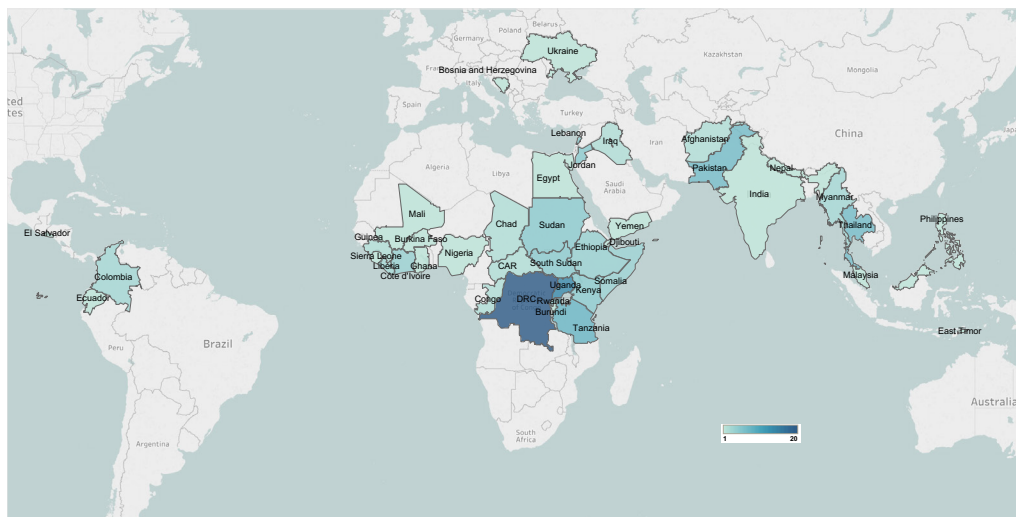 Belarus
Poland
Germany
Ukraine
Kazakhstan
Mongolia
Bosnia and Herzegovina
Italy
Spain
Turkey
China
Lebanon
Iraq
Iran
Afghanistan
Jordan
Algeria
Libya
Egypt
Saudi
Arabia
Pakistan
Nepal
India
Myanmar
Mali
Chad
Sudan
Yemen
Thailand
Philippines
El Salvador
Guinea
Burkina Faso
Djibouti
Sierra Leone
Nigeria
Ethiopia
Liberia
Ghana
Côte d'Ivoire
CAR
South Sudan
Somalia
Malaysia
Colombia
Ecuador
Congo
DRC
Uganda
Rwanda
Kenya
Burundi
Tanzania
East Timor
Peru
Brazil
Australia
South
Africa
Argentina
1 20